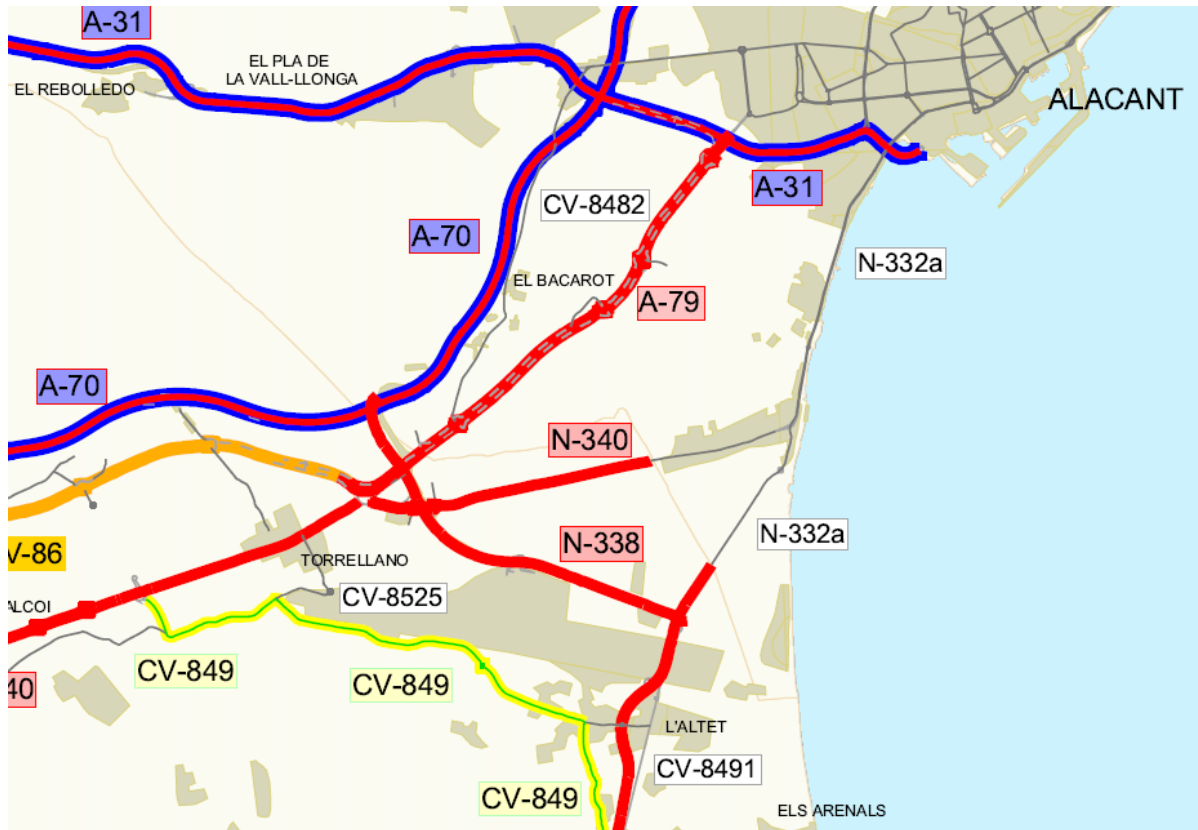 A-31
EL PLA DE
LA VALL-LLONGA
EL REBOLLEDO
ALACANT
A-31
CV-8482
A-70
N-332a
EL BACAROT
A-79
A-70
N-340
N-332a
N-338
V-86
TORRELLANO
CV-8525
ALCOI
CV-849
CV-849
40
L'ALTET
CV-8491
CV-849
ELS ARENALS